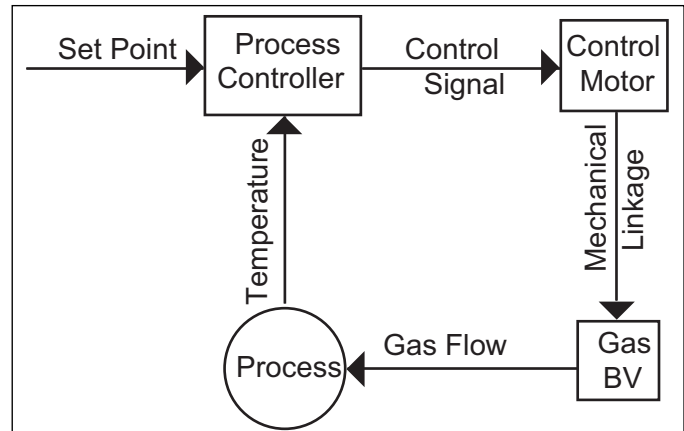 Set Point
Process
Controller
Control
Signal
Control
Motor
Mechanical
Linkage
Temperature
Process
Gas Flow
Gas
BV